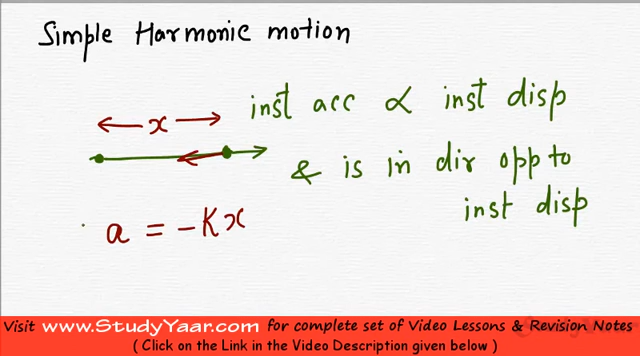 Simple Harmonic motion
inst acc ∝ inst disp
x
& is in dir opp to
inst disp
a = -Kx
Visit www.StudyYaar.com for complete set of Video Lessons & Revision Notes
( Click on the Link in the Video Description given below )